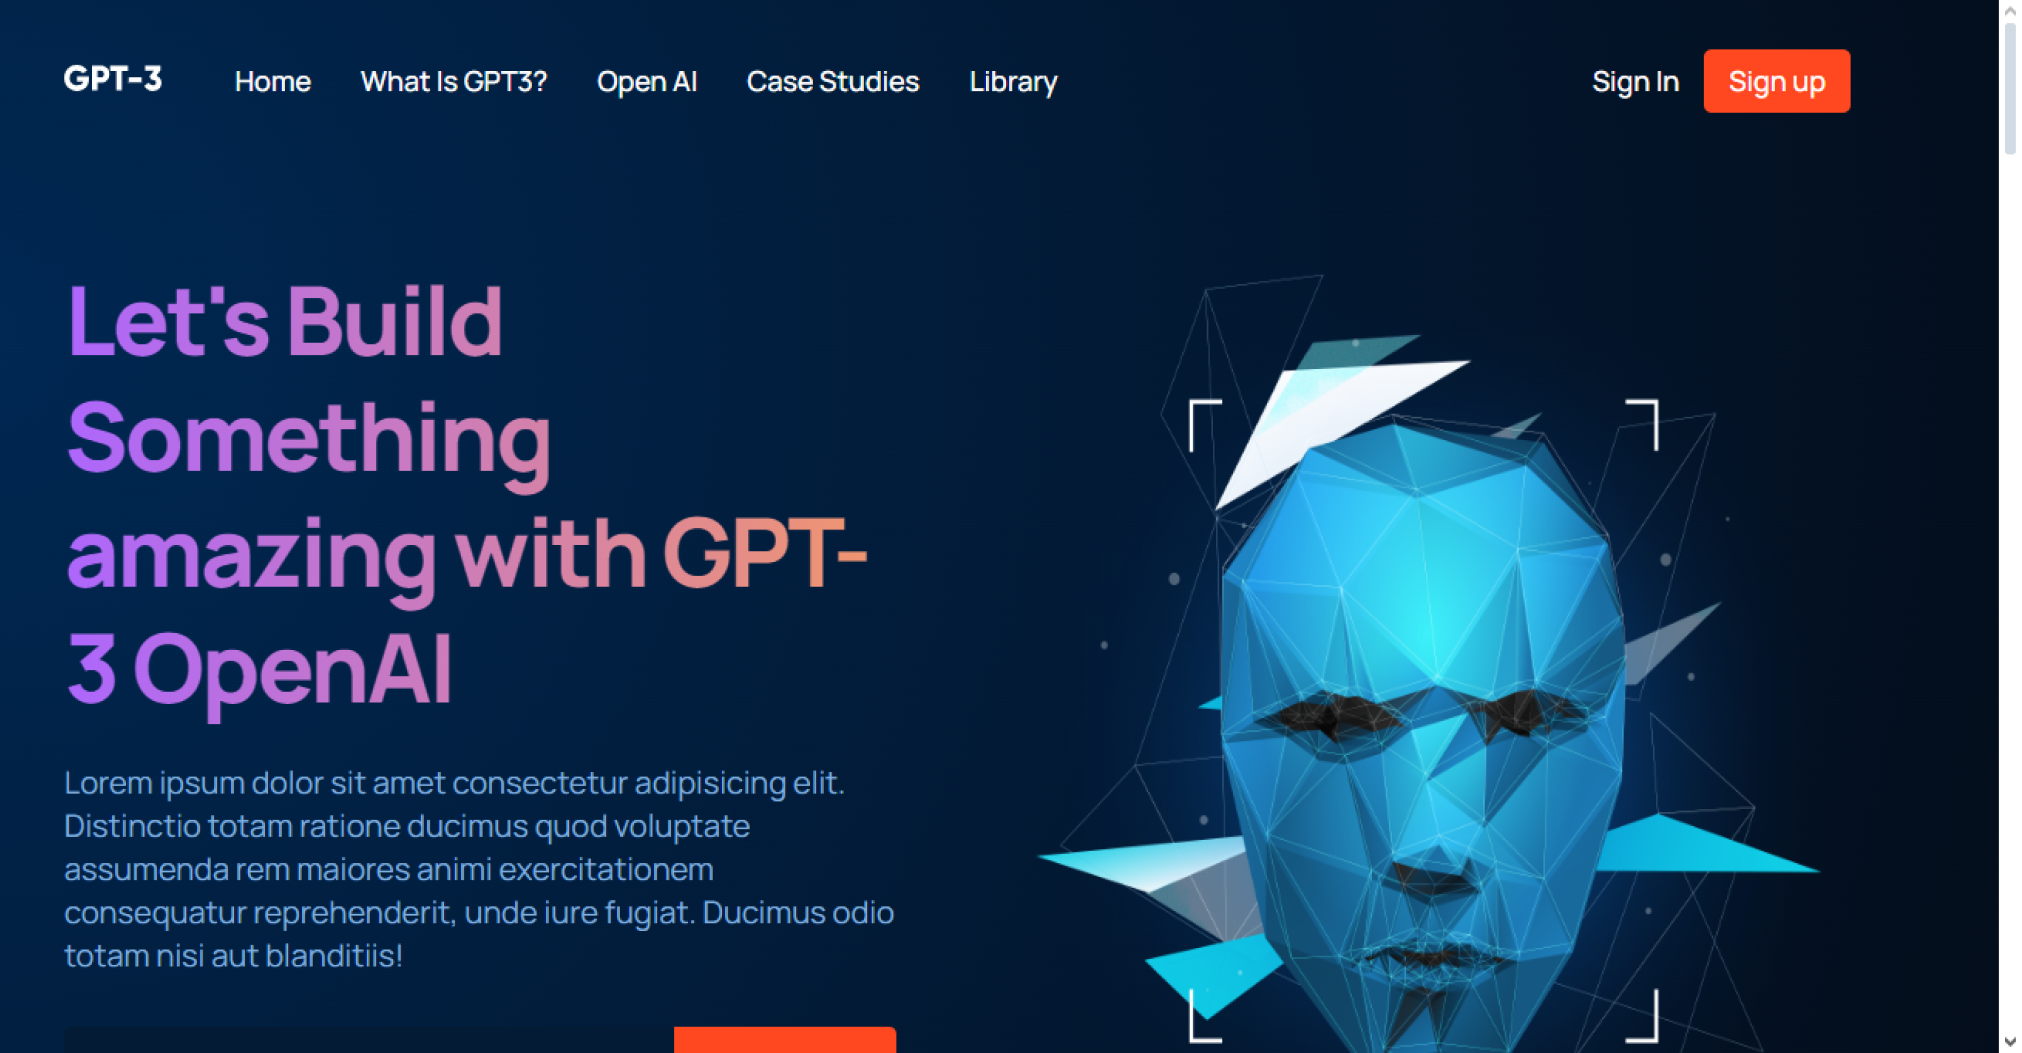 GPT-3 Home What Is GPT3? Open AI Case Studies Library Sign In Sign up
Let's Build
Something
amazing with GPT-
3 OpenAI
Lorem ipsum dolor sit amet consectetur adipisicing elit.
Distinctio totam ratione ducimus quod voluptate
assumenda rem maiores animi exercitationem
consequatur reprehenderit, unde iure fugiat. Ducimus odio
totam nisi aut blanditiis!